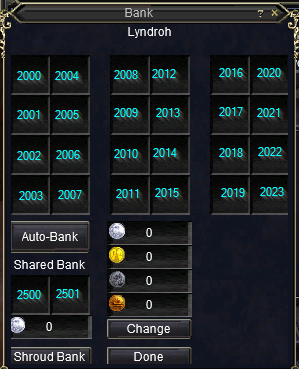 Bank ? ×
Lyndroh
2000 2004 2008 2012 2016 2020
2001 2005 2009 2013 2017 2021
2002 2006 2010 2014 2018 2022
2003 2007 2011 2015 2019 2023
Auto-Bank 0
0
Shared Bank 0
2500 2501 0
0 Change
Shroud Bank Done